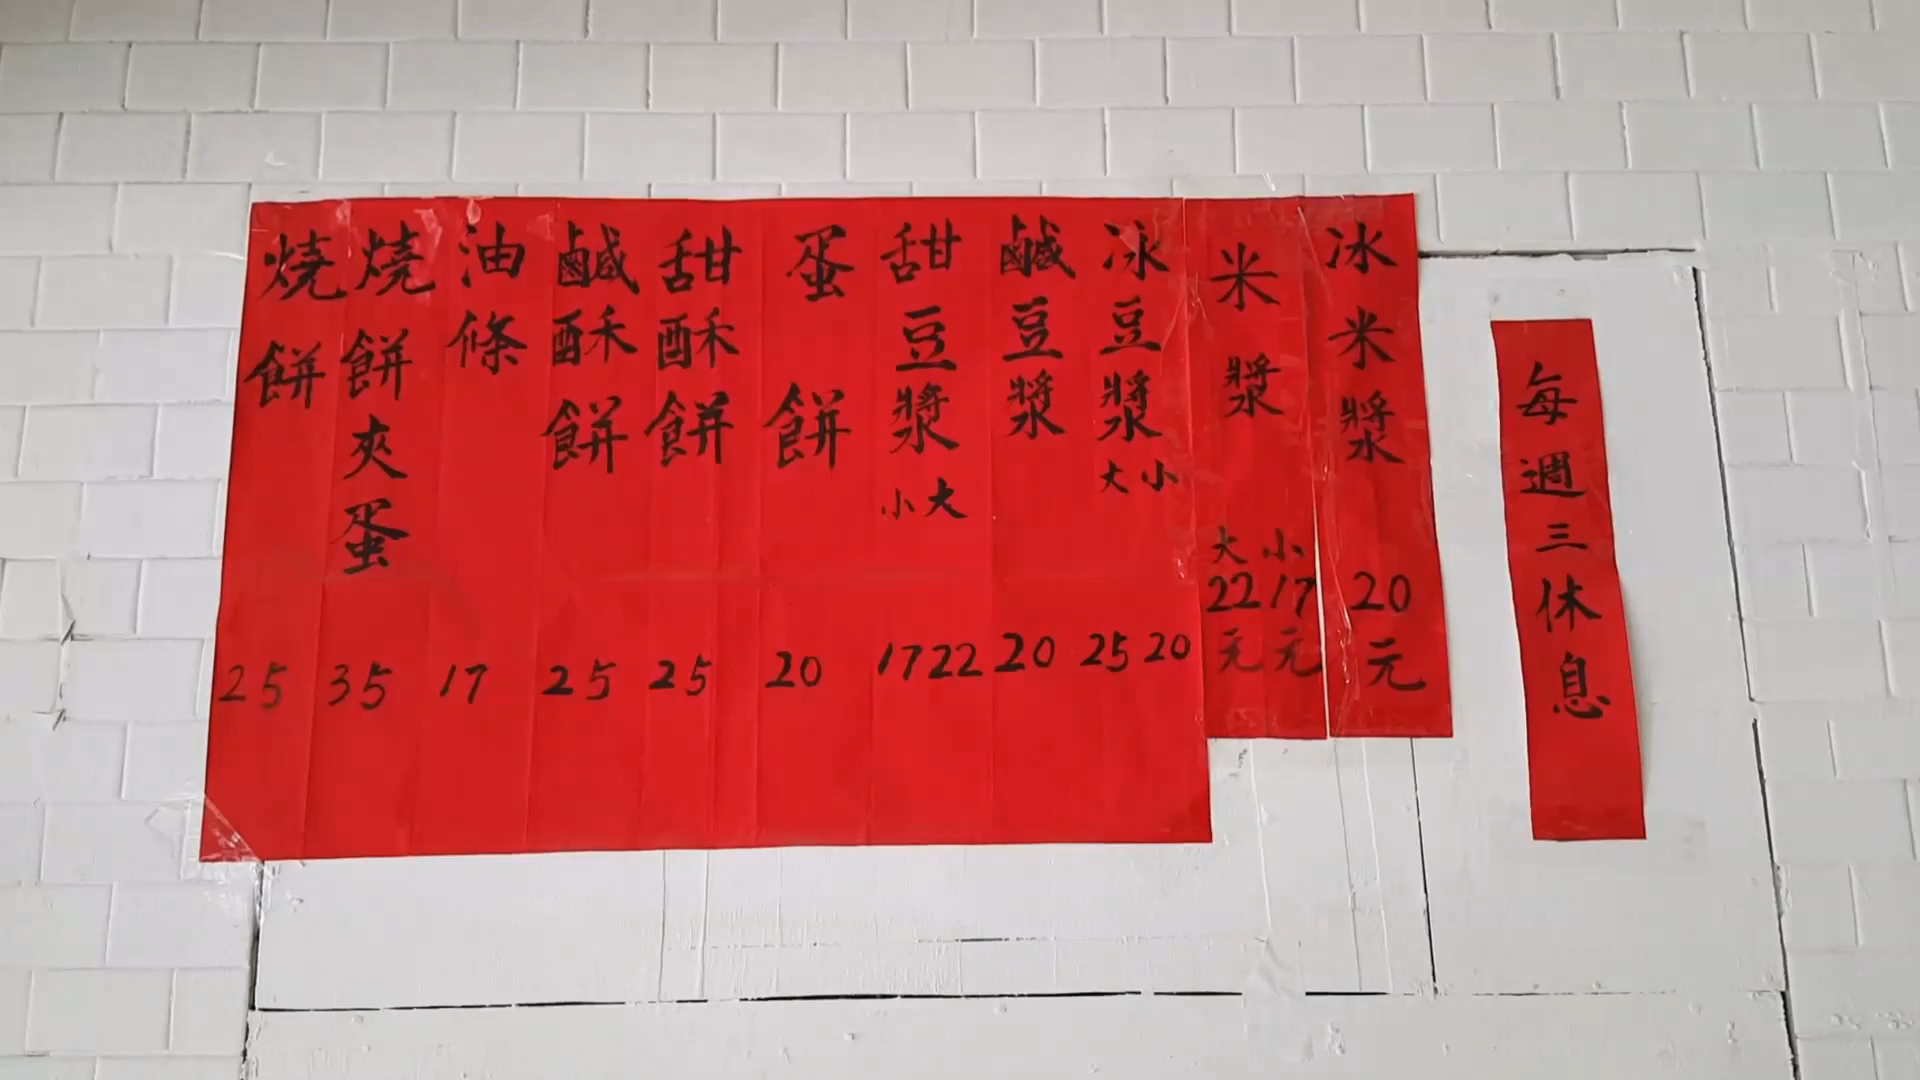 燒餅 25
燒餅夾蛋 35
油條 17
鹹酥餅 25
甜酥餅 25
蛋餅 20
甜豆漿 小大 1722
鹹豆漿 20
冰豆漿 大小 25 20
米漿 大小 22元 17元
冰米漿 20元
每週三休息